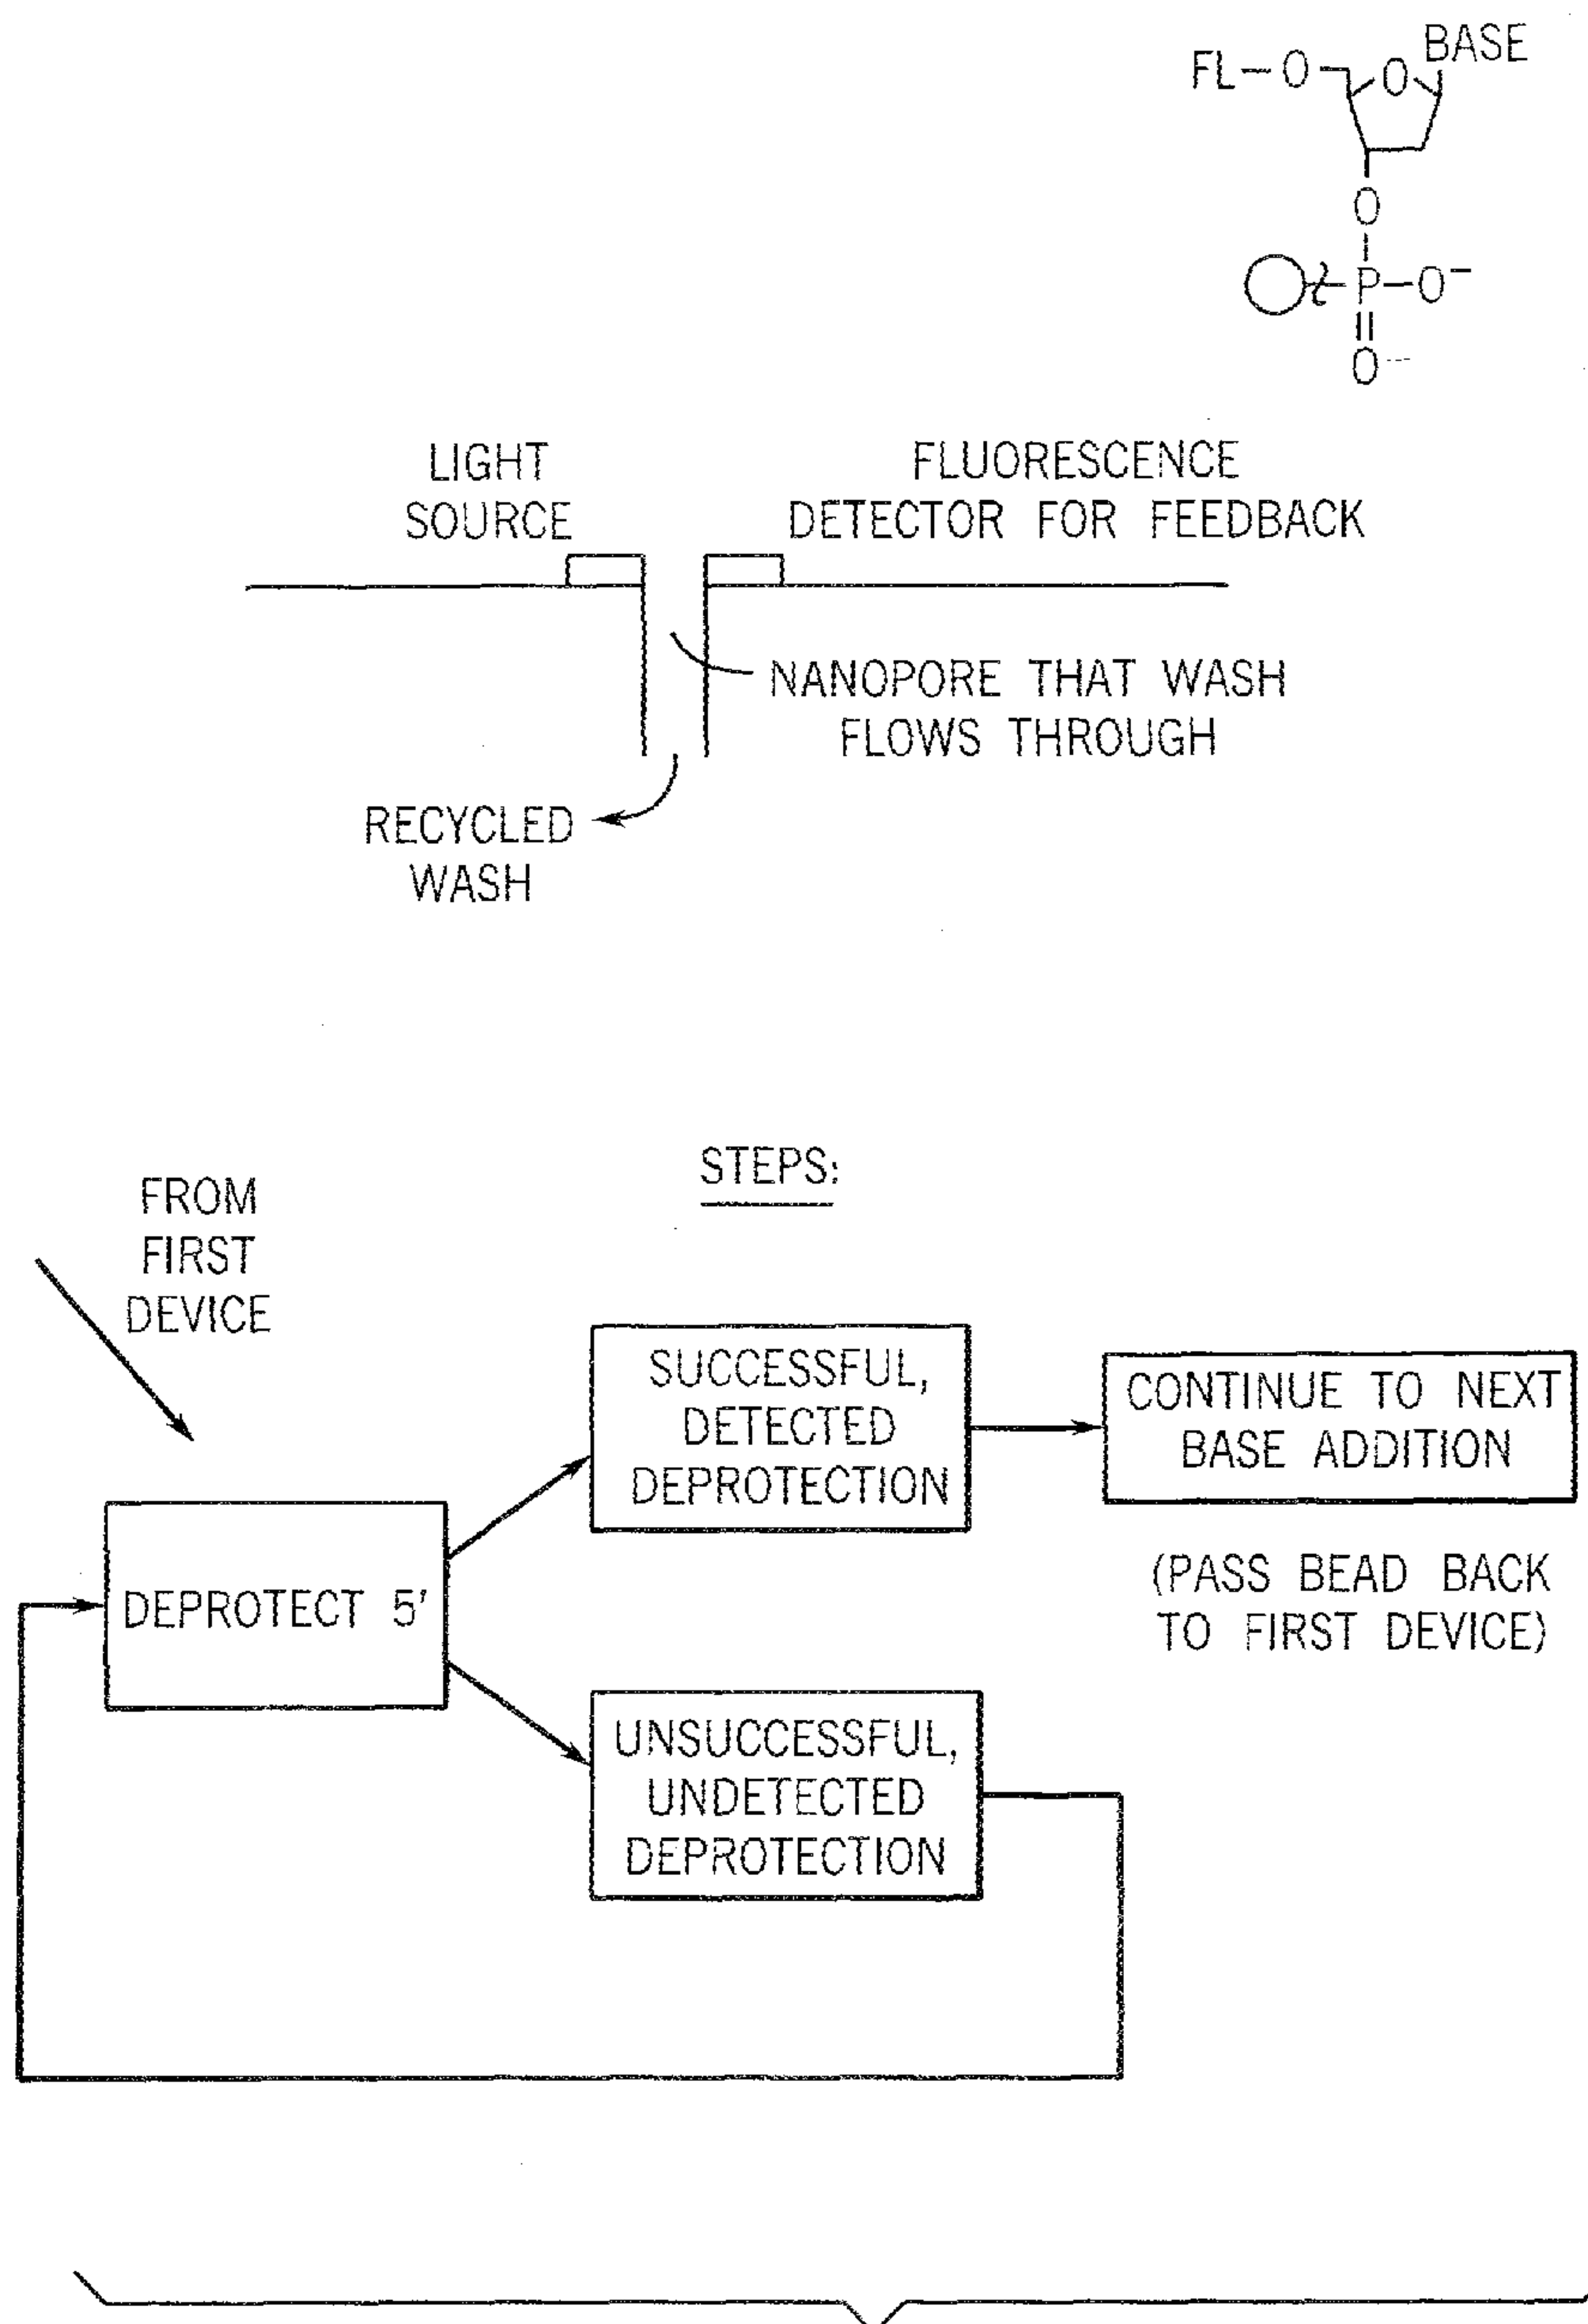 BASE
FL-O
O
O
P-O-
O
LIGHT
SOURCE
FLUORESCENCE
DETECTOR FOR FEEDBACK
NANOPORE THAT WASH
FLOWS THROUGH
RECYCLED
WASH
STEPS:
FROM
FIRST
DEVICE
SUCCESSFUL,
DETECTED
DEPROTECTION
CONTINUE TO NEXT
BASE ADDITION
(PASS BEAD BACK
TO FIRST DEVICE)
DEPROTECT 5'
UNSUCCESSFUL,
UNDETECTED
DEPROTECTION